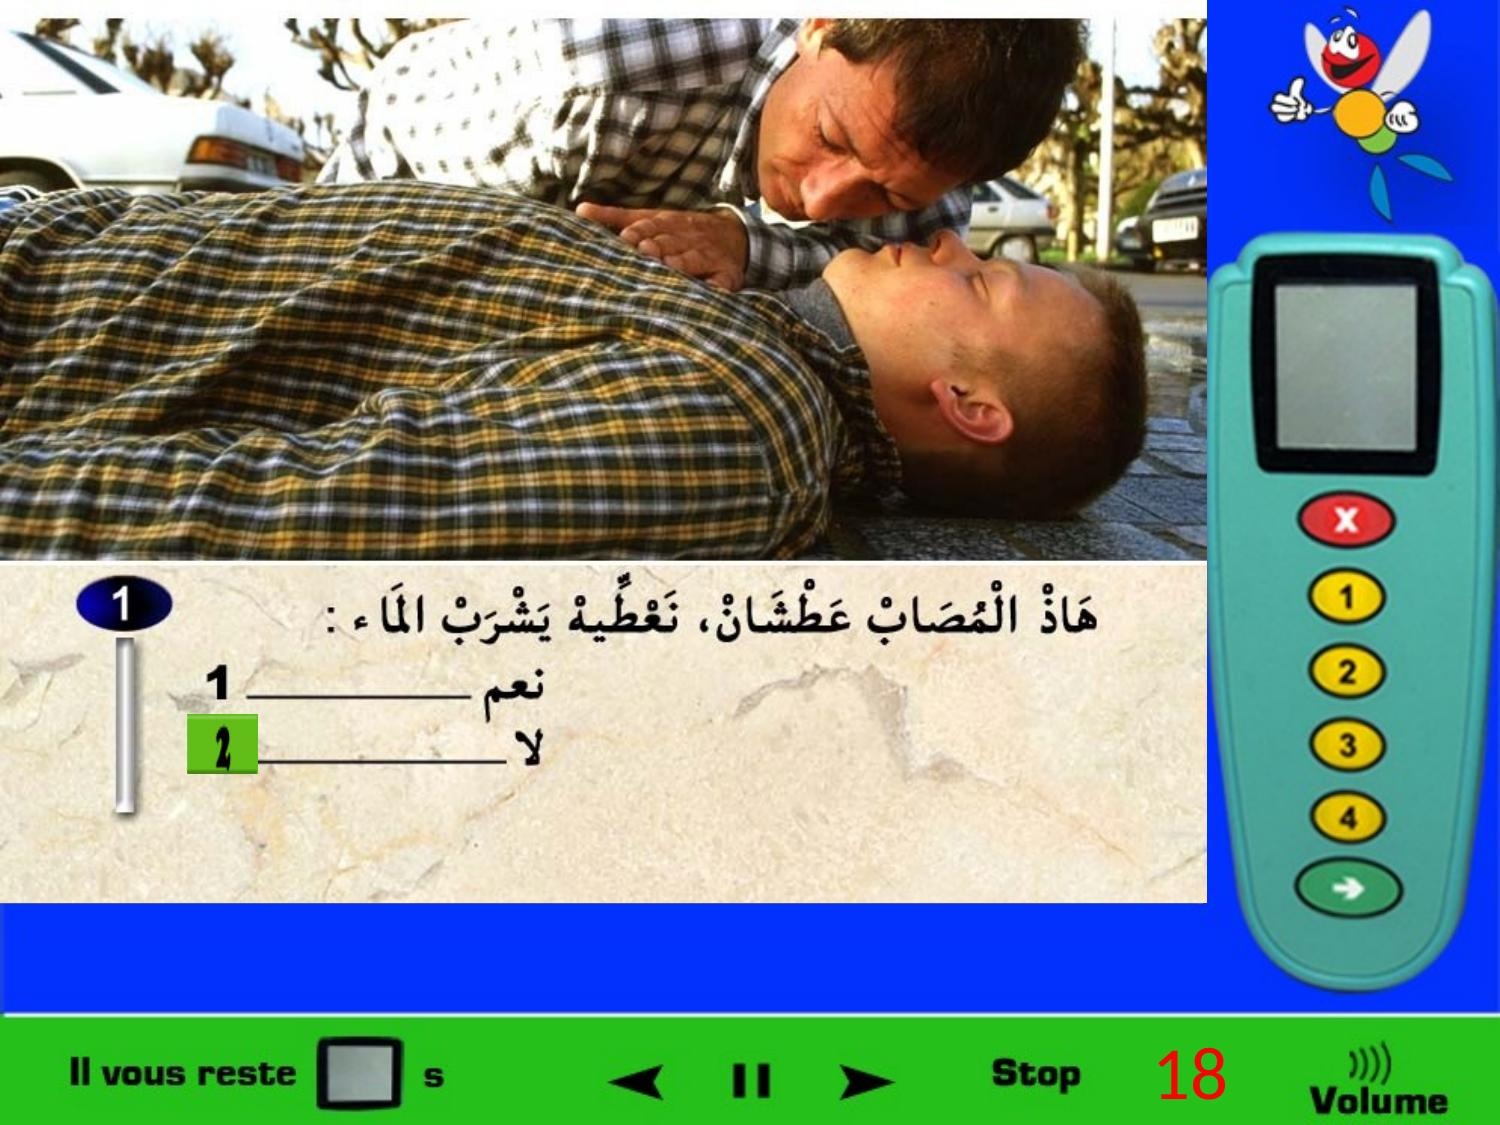 1
هَاذْ الْمُصَابْ عَطْشَانْ، نَعْطِّيهْ يَشْرَبْ المَاء :
نعم 1
لا 2
X
1
2
3
4
Il vous reste s
Stop
18
Volume